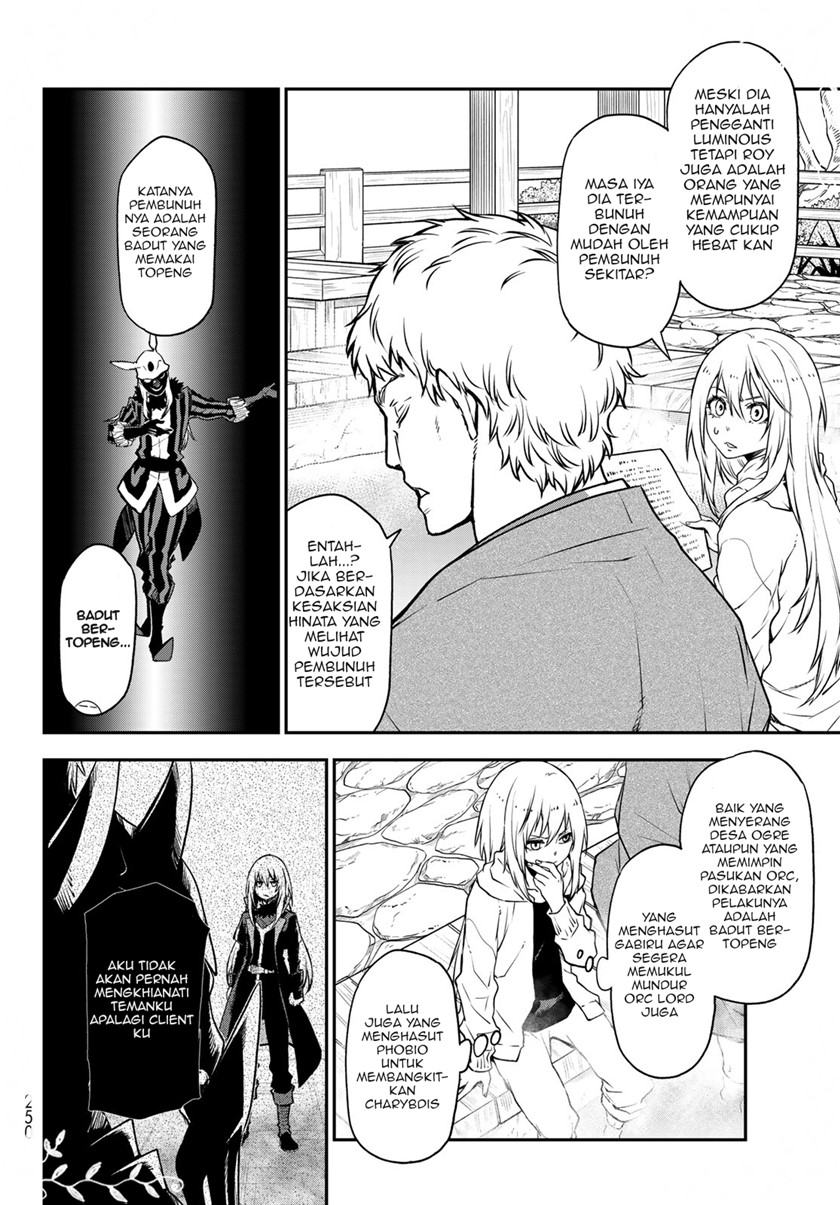 MESKI DIA
HANYALAH
PENGGANTI
LUMINOUS
TETAPI ROY
JUGA ADALAH
ORANG YANG
MEMPUNYAI
KEMAMPUAN
YANG CUKUP
HEBAT KAN
MASA IYA
DIA TER-
BUNUH
DENGAN
MUDAH OLEH
PEMBUNUH
SEKITAR?
ENTAH-
LAH...?
JIKA BER-
DASARKAN
KESAKSIAN
HINATA YANG
MELIHAT
WUJUD
PEMBUNUH
TERSEBUT
KATANYA
PEMBUNUH
NYA ADALAH
SEORANG
BADUT YANG
MEMAKAI
TOPENG
BADUT
BER-
TOPENG...
BAIK YANG
MENYERANG
DESA OGRE
ATAUPUN YANG
MEMIMPIN
PASUKAN ORC,
DIKABARKAN
PELAKUNYA
ADALAH
BADUT BER-
TOPENG
YANG
MENGHASUT
GABIRU AGAR
SEGERA
MEMUKUL
MUNDUR
ORC LORD
JUGA
LALU
JUGA YANG
MENGHASUT
PHOBIO
UNTUK
MEMBANGKIT-
KAN
CHARYBDIS
AKU TIDAK
AKAN PERNAH
MENGKHIANATI
TEMANKU
APALAGI CLIENT
KU